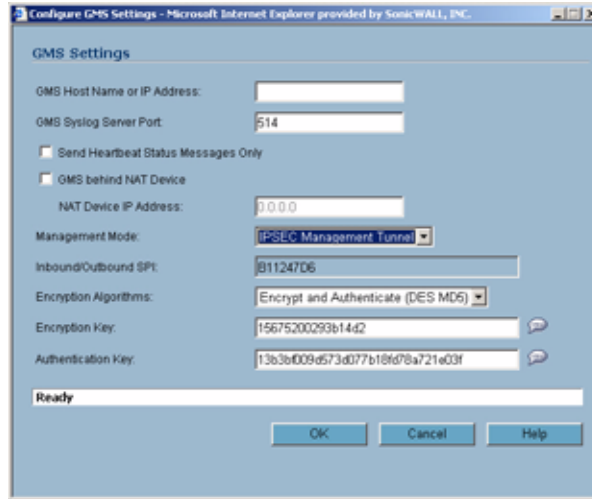 Configure GMS Settings - Microsoft Internet Explorer provided by SonicWALL, INC.
GMS Settings
GMS Host Name or IP Address:
GMS Syslog Server Port: 514
Send Heartbeat Status Messages Only
GMS behind NAT Device
NAT Device IP Address: 0.0.0.0
Management Mode: IPSEC Management Tunnel
Inbound/Outbound SPI: B11247D6
Encryption Algorithms: Encrypt and Authenticate (DES MD5)
Encryption Key: 15675200293b14d2
Authentication Key: 13b3bf009d573d077b18fd78a721e03f
Ready
OK Cancel Help